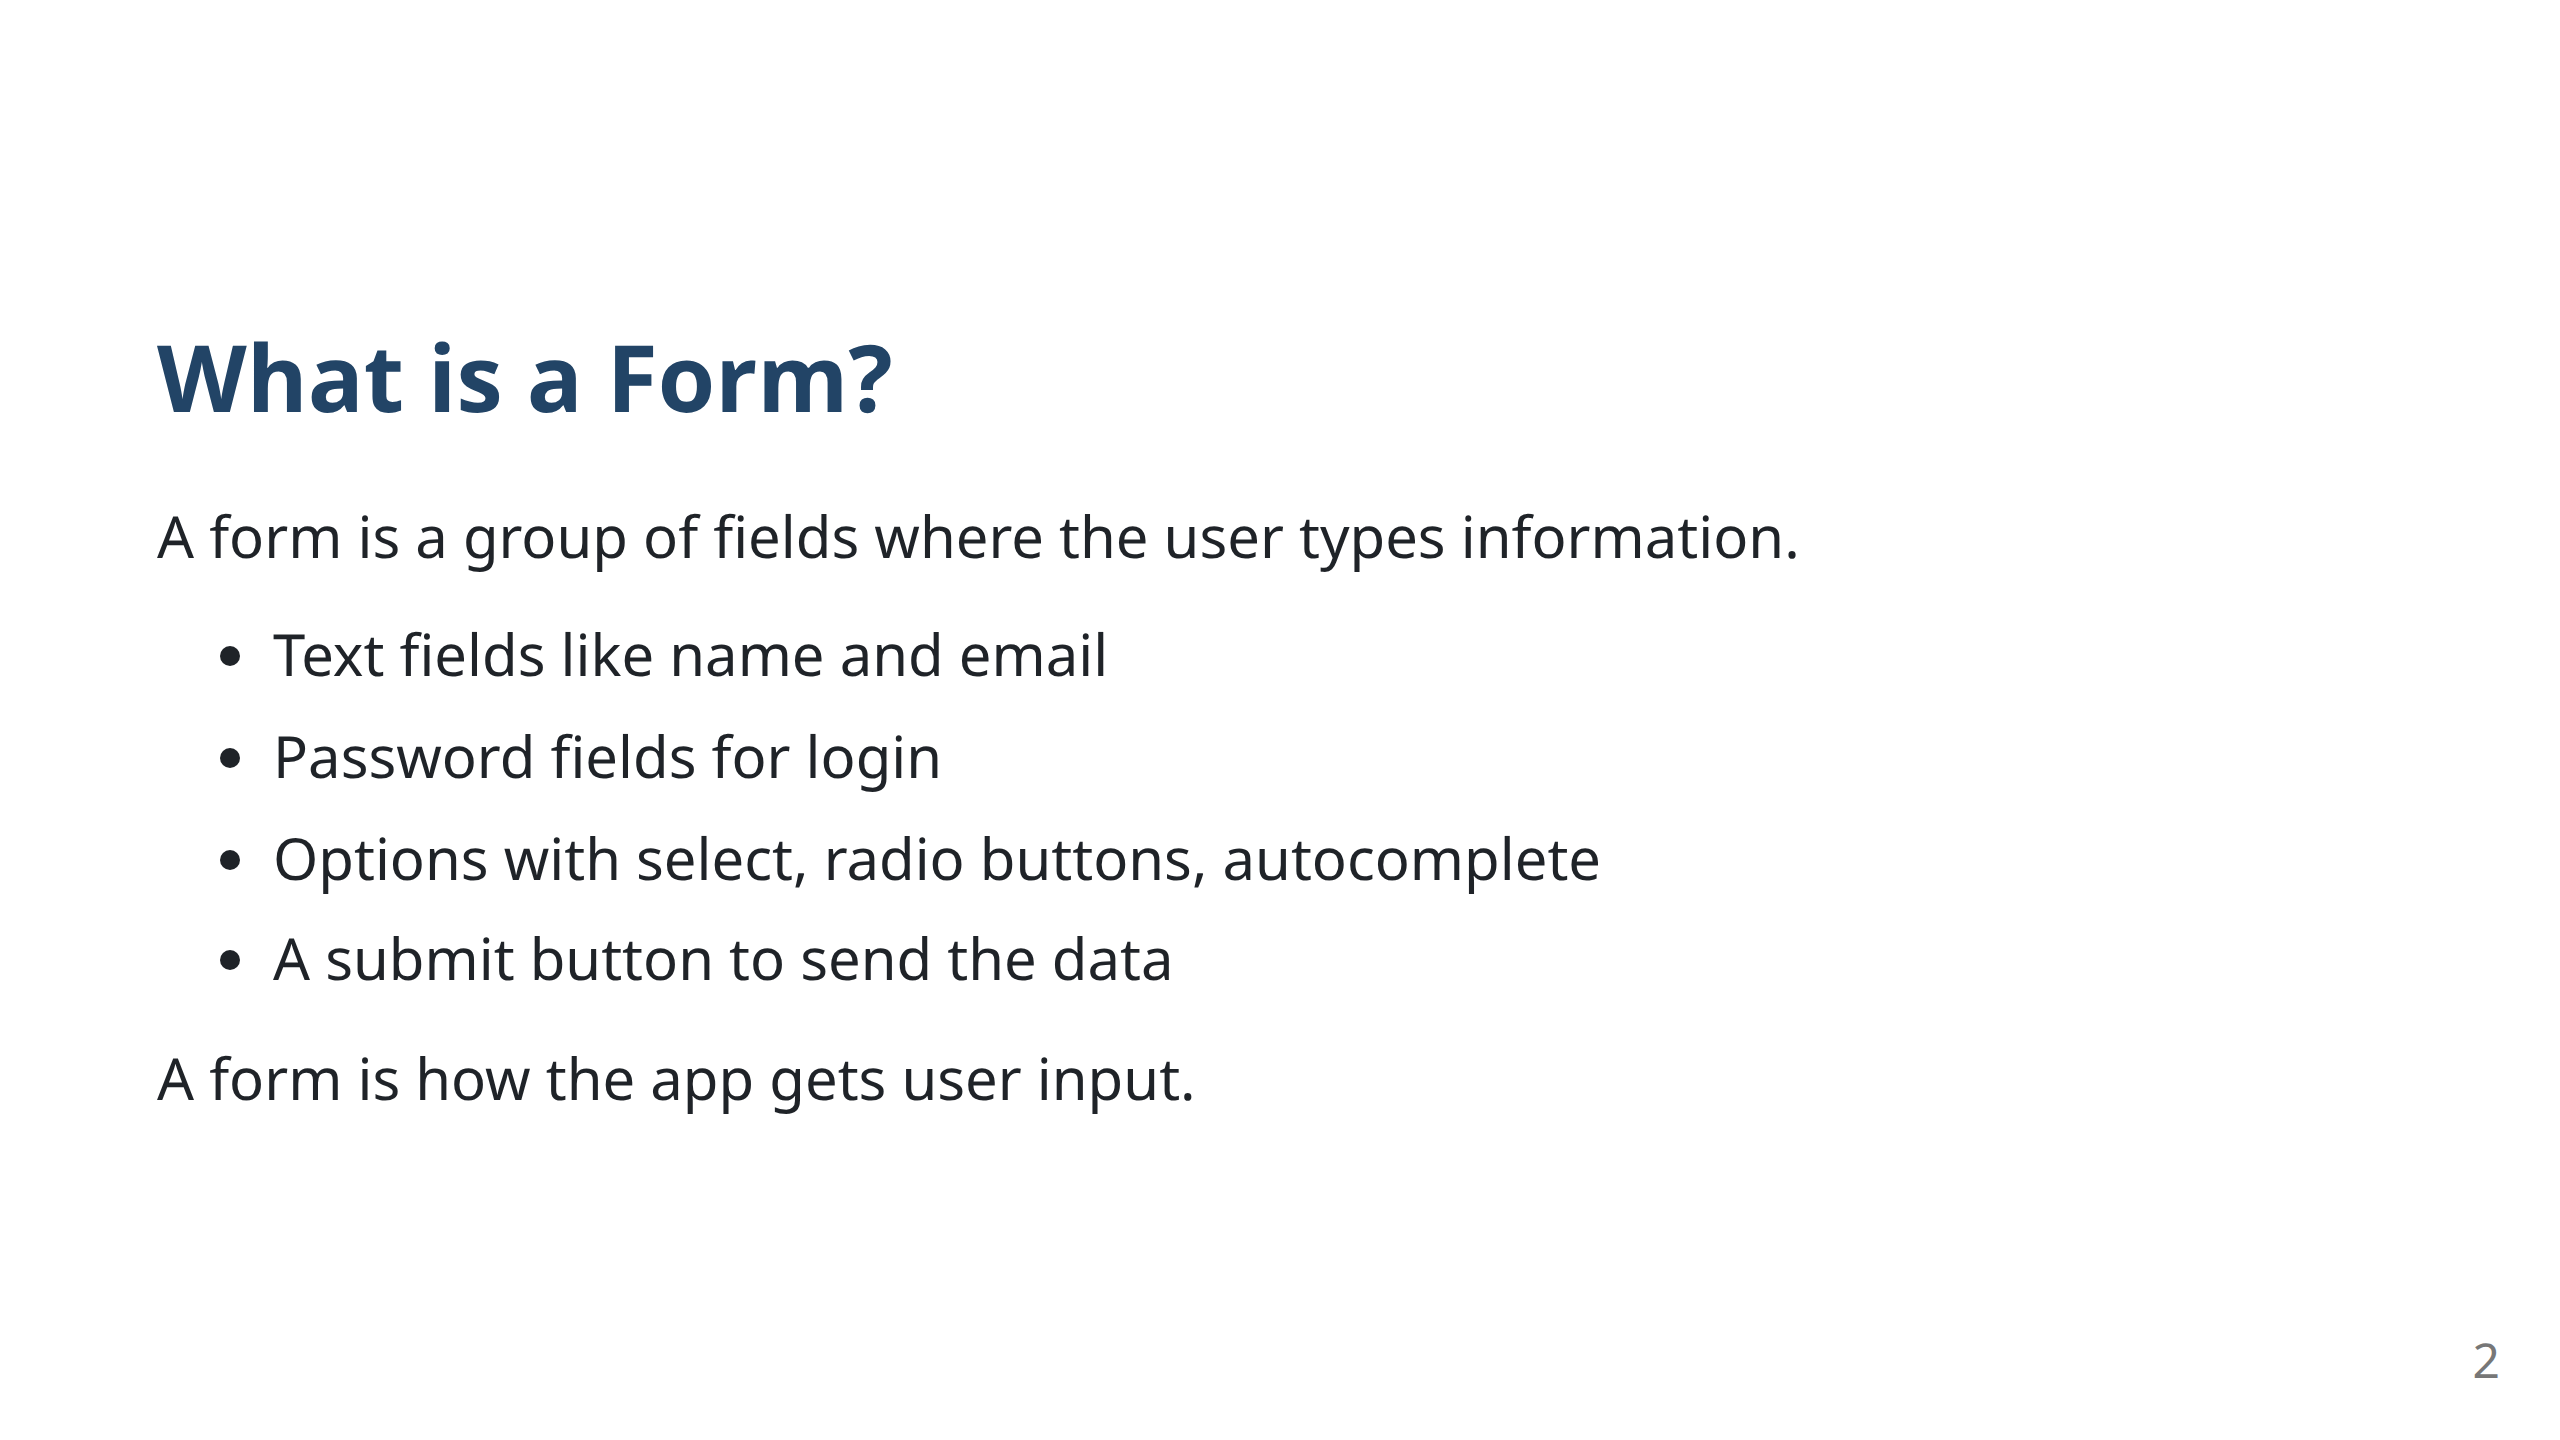 What is a Form?
A form is a group of fields where the user types information.
• Text fields like name and email
• Password fields for login
• Options with select, radio buttons, autocomplete
• A submit button to send the data
A form is how the app gets user input.
2